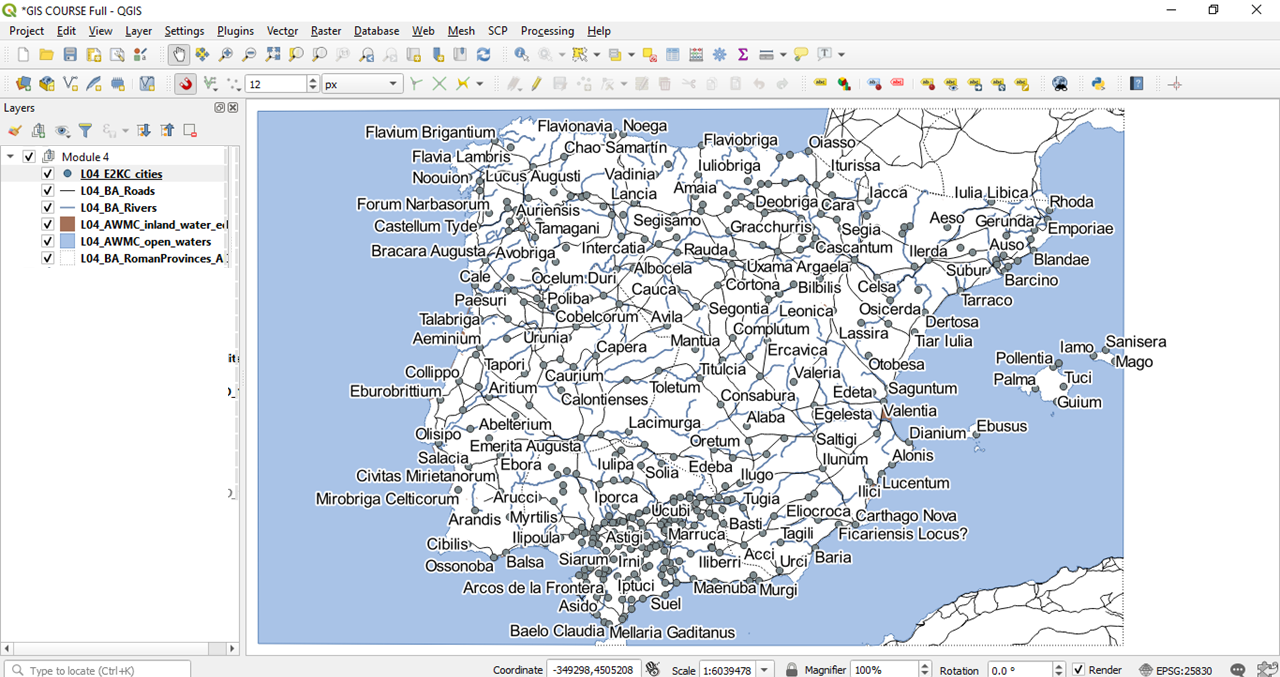 *GIS COURSE Full - QGIS
Project Edit View Layer Settings Plugins Vector Raster Database Web Mesh SCP Processing Help
12 px
Layers
Module 4
L04_E2KC_cities
L04_BA_Roads
L04_BA_Rivers
L04_AWMC_inland_water_e
L04_AWMC_open_waters
L04_BA_RomanProvinces_A
Flavium Brigantium Flavionavia Noega
Flaviobriga Oiasso
Chao Samartín
Flavia Lambris Iuliobriga Iturissa
Noouion Lucus Augusti Vadinia
Lancia Amaia Iacca Iulia Libica
Forum Narbasorum Auriensis Deobriga Cara Rhoda
Castellum Tyde Tamagani Segisamo Gracchurris Segia Aeso Gerunda Emporiae
Bracara Augusta Avobriga Intercatia Rauda Cascantum Ilerda Auso Blandae
Cale Ocelum Duri Albocela Uxama Argaela Subur Barcino
Paesuri Poliba Cauca Cortona Bilbilis Celsa Tarraco
Talabriga Cobelcorum Avila Segontia Leonica Osicerda Dertosa
Aeminium Urunia Capera Mantua Complutum Lassira Tiar Iulia
Ercavica Iamo Sanisera
Collippo Tapori Caurium Titulcia Valeria Otobesa Pollentia Mago
Eburobrittium Aritium Calontienses Toletum Consabura Edeta Saguntum Palma Tuci
Guium
Olisipo Abelterium Lacimurga Alaba Egelesta Valentia
Salacia Emerita Augusta Oretum Saltigi Dianium Ebusus
Civitas Mirietanorum Ebora Iulipa Solia Edeba Ilugo Ilunum Alonis
Mirobriga Celticorum Arucci Iporca Tugia Ilici Lucentum
Arandis Myrtilis Ucubi Basti Eliocroca Carthago Nova
Cibilis Ilipoula Astigi Marruca Tagili Ficariensis Locus?
Ossonoba Balsa Siarum Irni Iliberri Acci Urci Baria
Arcos de la Frontera Iptuci Maenuba Murgi
Asido Suel
Baelo Claudia Mellaria Gaditanus
Type to locate (Ctrl+K) Coordinate -349298,4505208 Scale 1:6039478 Magnifier 100% Rotation 0.0 ° Render EPSG:25830